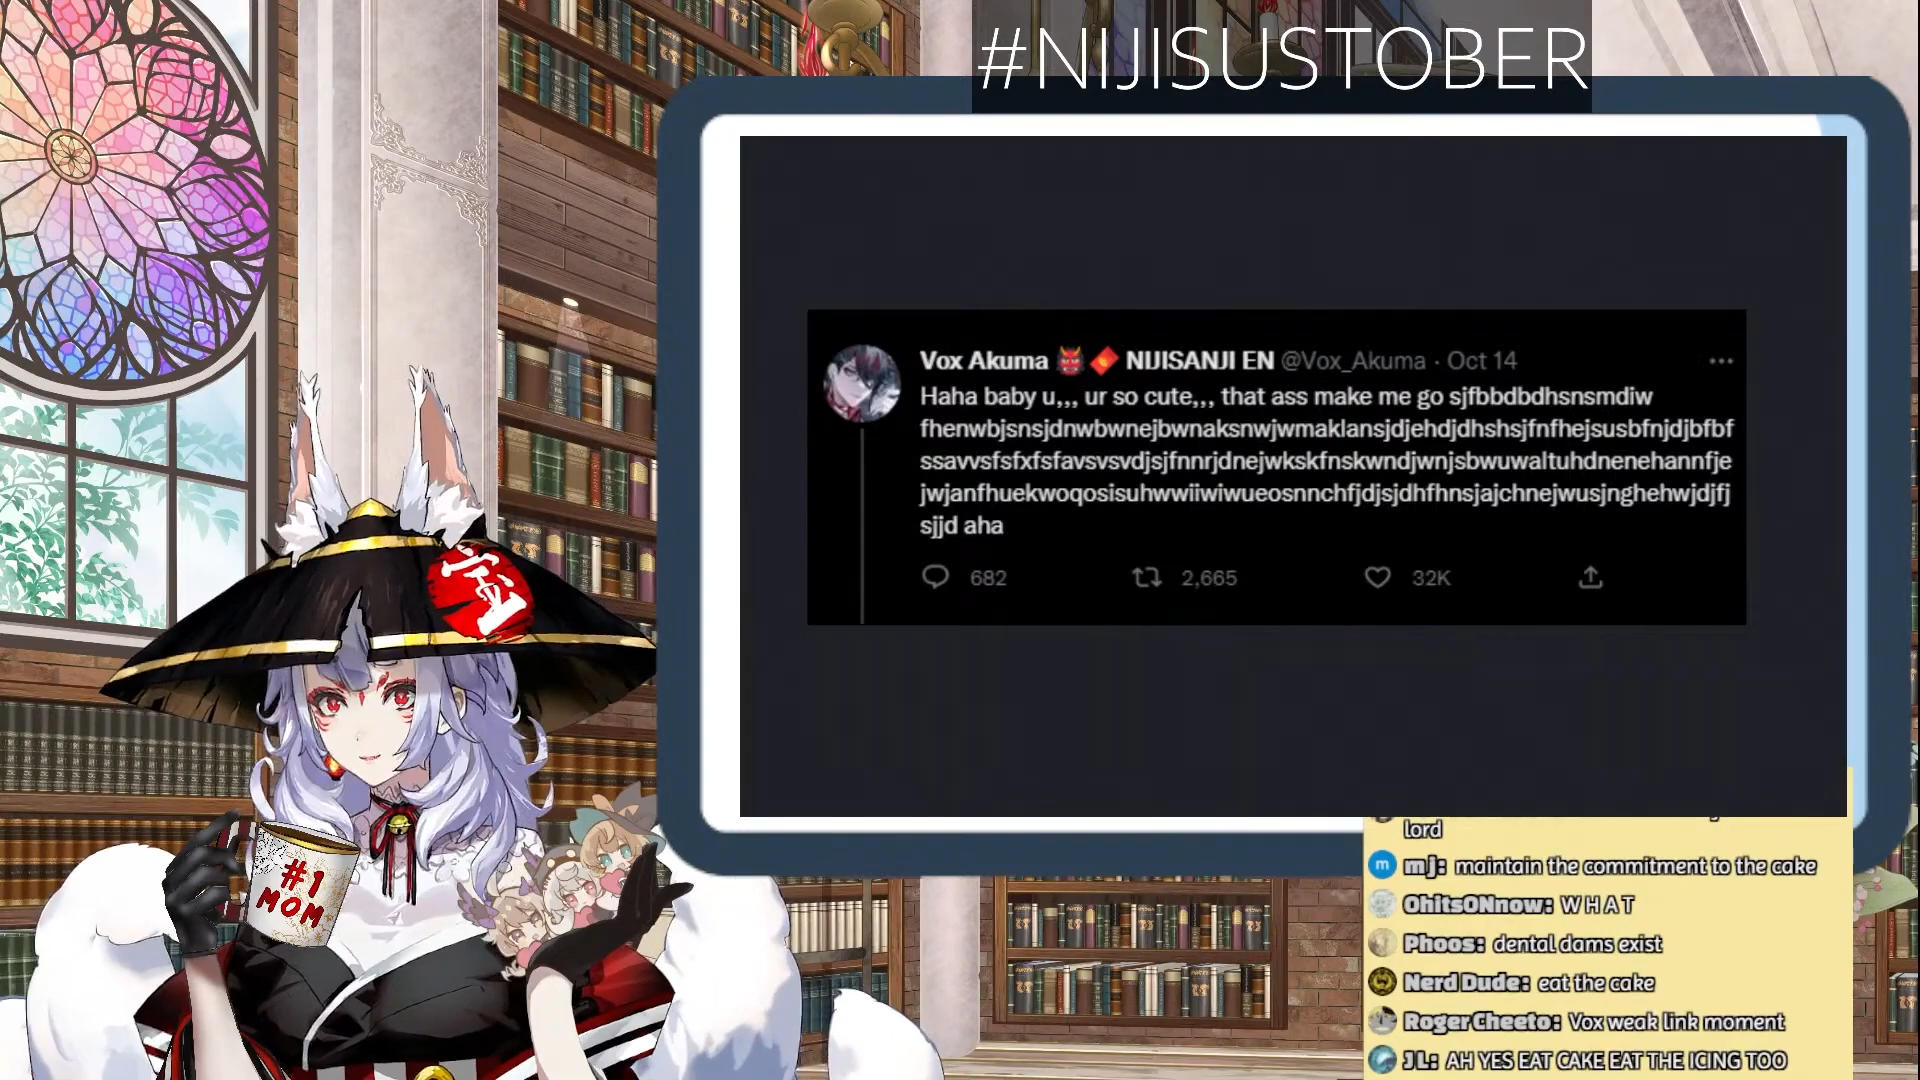 #NIJISUSTOBER
Vox Akuma 👹🧧 NIJISANJI EN @Vox_Akuma · Oct 14
Haha baby u,,, ur so cute,,, that ass make me go sjfbbdbdhsnsmdiw
fhenwbjsnsjdnwbwnejbwnaksnwjwmaklansjdjehdjdhshsjfnfhejsusbfnjdjbfbf
ssavvsfsfxfsfavsvsvdjsjfnnrjdnejwkskfnskwndjwnjsbwuwaltuhdnenehannfje
jwjanfhuekwoqosisuhwwiiwiwueosnnchfjdjsjdhfhnsjajchnejwusjnghehwjdjfj
sjjd aha
682 2,665 32K
宝
#1
MOM
lord
m
mj: maintain the commitment to the cake
OhitsONnow: W H A T
Phoos: dental dams exist
Nerd Dude: eat the cake
RogerCheeto: Vox weak link moment
JL: AH YES EAT CAKE EAT THE ICING TOO